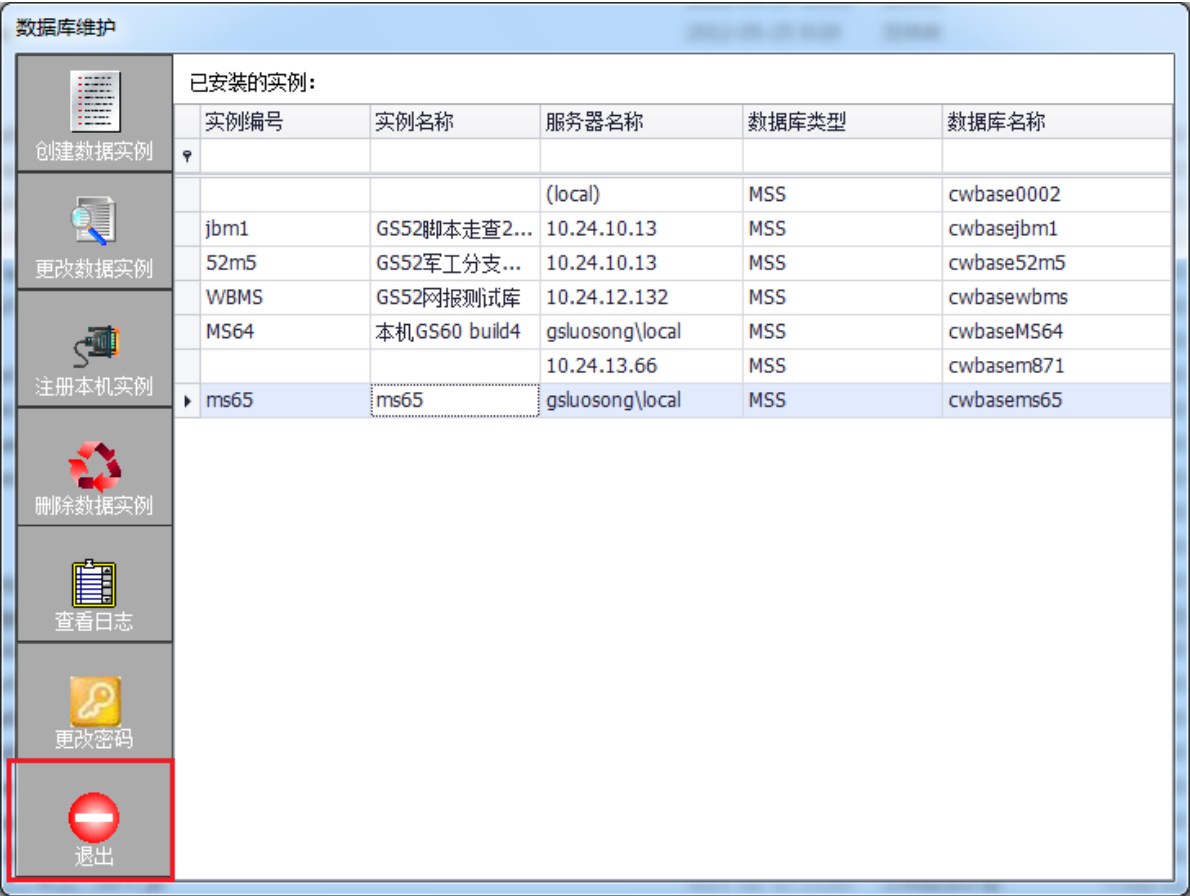 数据库维护
创建数据实例
更改数据实例
注册本机实例
删除数据实例
查看日志
更改密码
退出
已安装的实例：
实例编号 实例名称 服务器名称 数据库类型 数据库名称
(local) MSS cwbase0002
jbm1 GS52脚本走查2... 10.24.10.13 MSS cwbasejbm1
52m5 GS52军工分支... 10.24.10.13 MSS cwbase52m5
WBMS GS52网报测试库 10.24.12.132 MSS cwbasewbms
MS64 本机GS60 build4 gsluosong\local MSS cwbaseMS64
10.24.13.66 MSS cwbasem871
ms65 ms65 gsluosong\local MSS cwbasems65